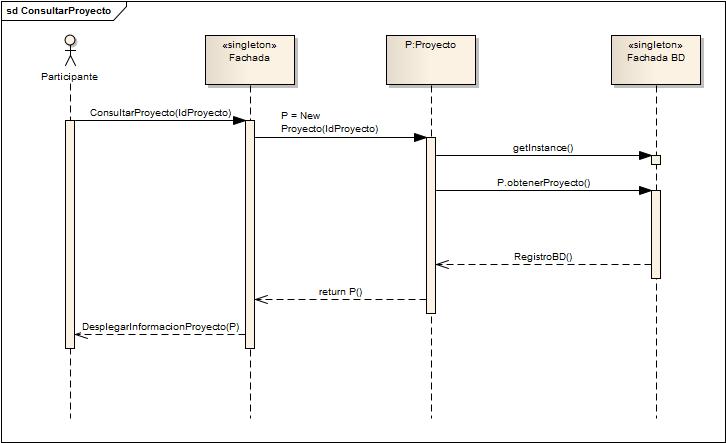 sd ConsultarProyecto
Participante
«singleton»
Fachada
P:Proyecto
«singleton»
Fachada BD
ConsultarProyecto(IdProyecto)
P = New
Proyecto(IdProyecto)
getInstance()
P.obtenerProyecto()
RegistroBD()
return P()
DesplegarInformacionProyecto(P)